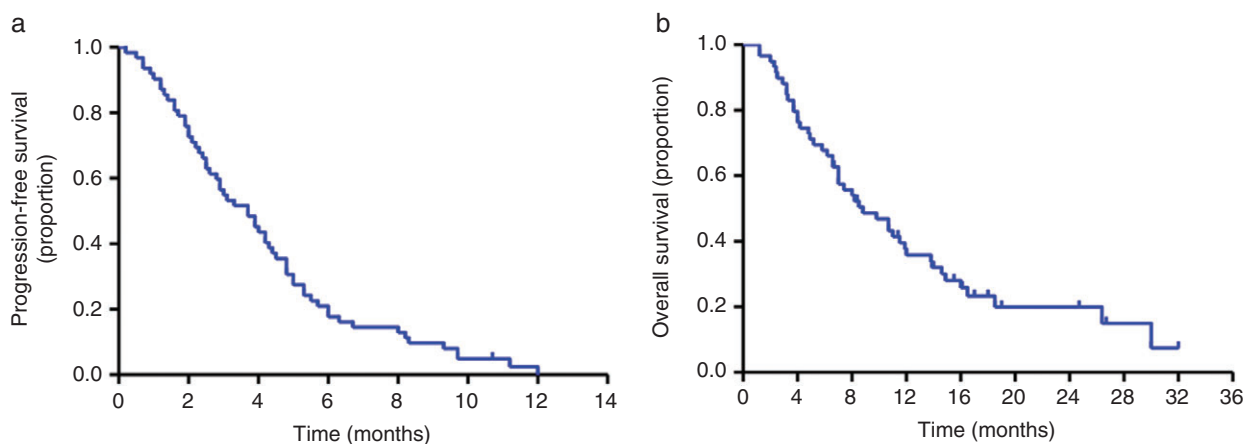 a
Progression-free survival
(proportion)
1.0
0.8
0.6
0.4
0.2
0.0
0 2 4 6 8 10 12 14
Time (months)
b
Overall survival (proportion)
1.0
0.8
0.6
0.4
0.2
0.0
0 4 8 12 16 20 24 28 32 36
Time (months)